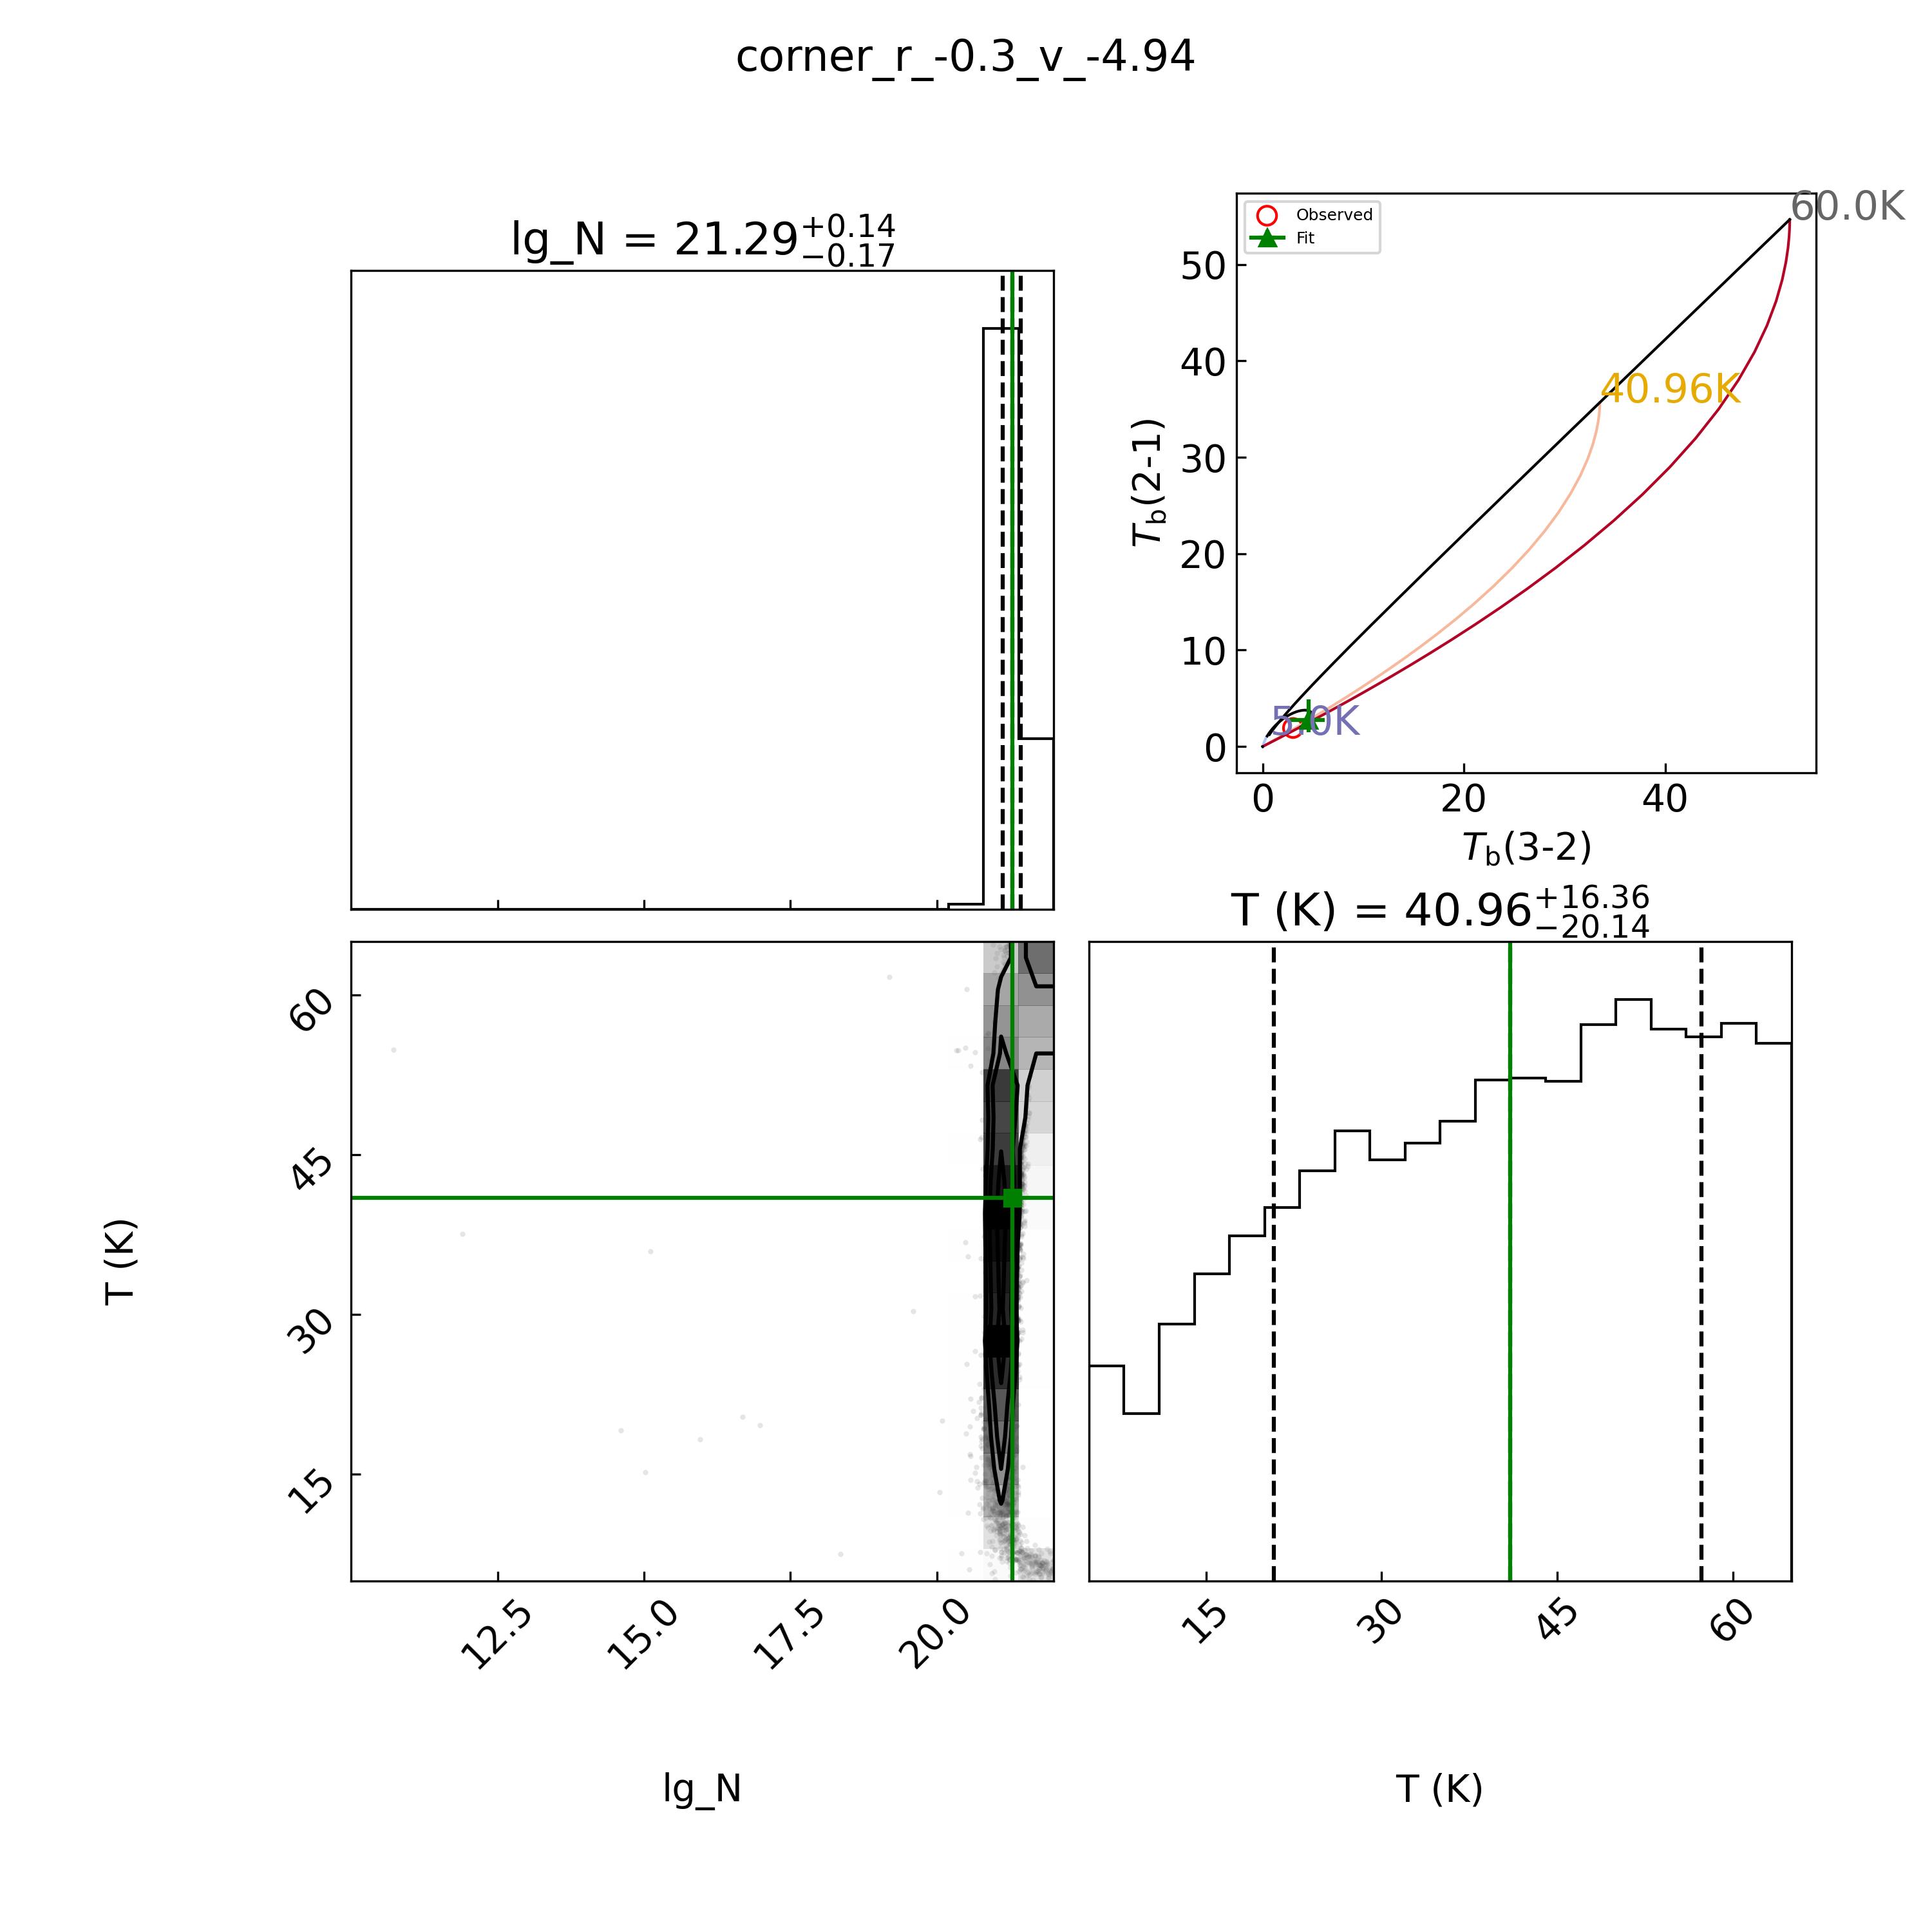 corner_r_-0.3_v_-4.94
lg_N = 21.29 +0.14 −0.17
Observed
Fit
60.0K
40.96K
5.0K
50
40
30
20
10
0
T_b(2-1)
0 20 40
T_b(3-2)
T (K) = 40.96 +16.36 −20.14
60
45
30
15
T (K)
12.5 15.0 17.5 20.0
lg_N
15 30 45 60
T (K)